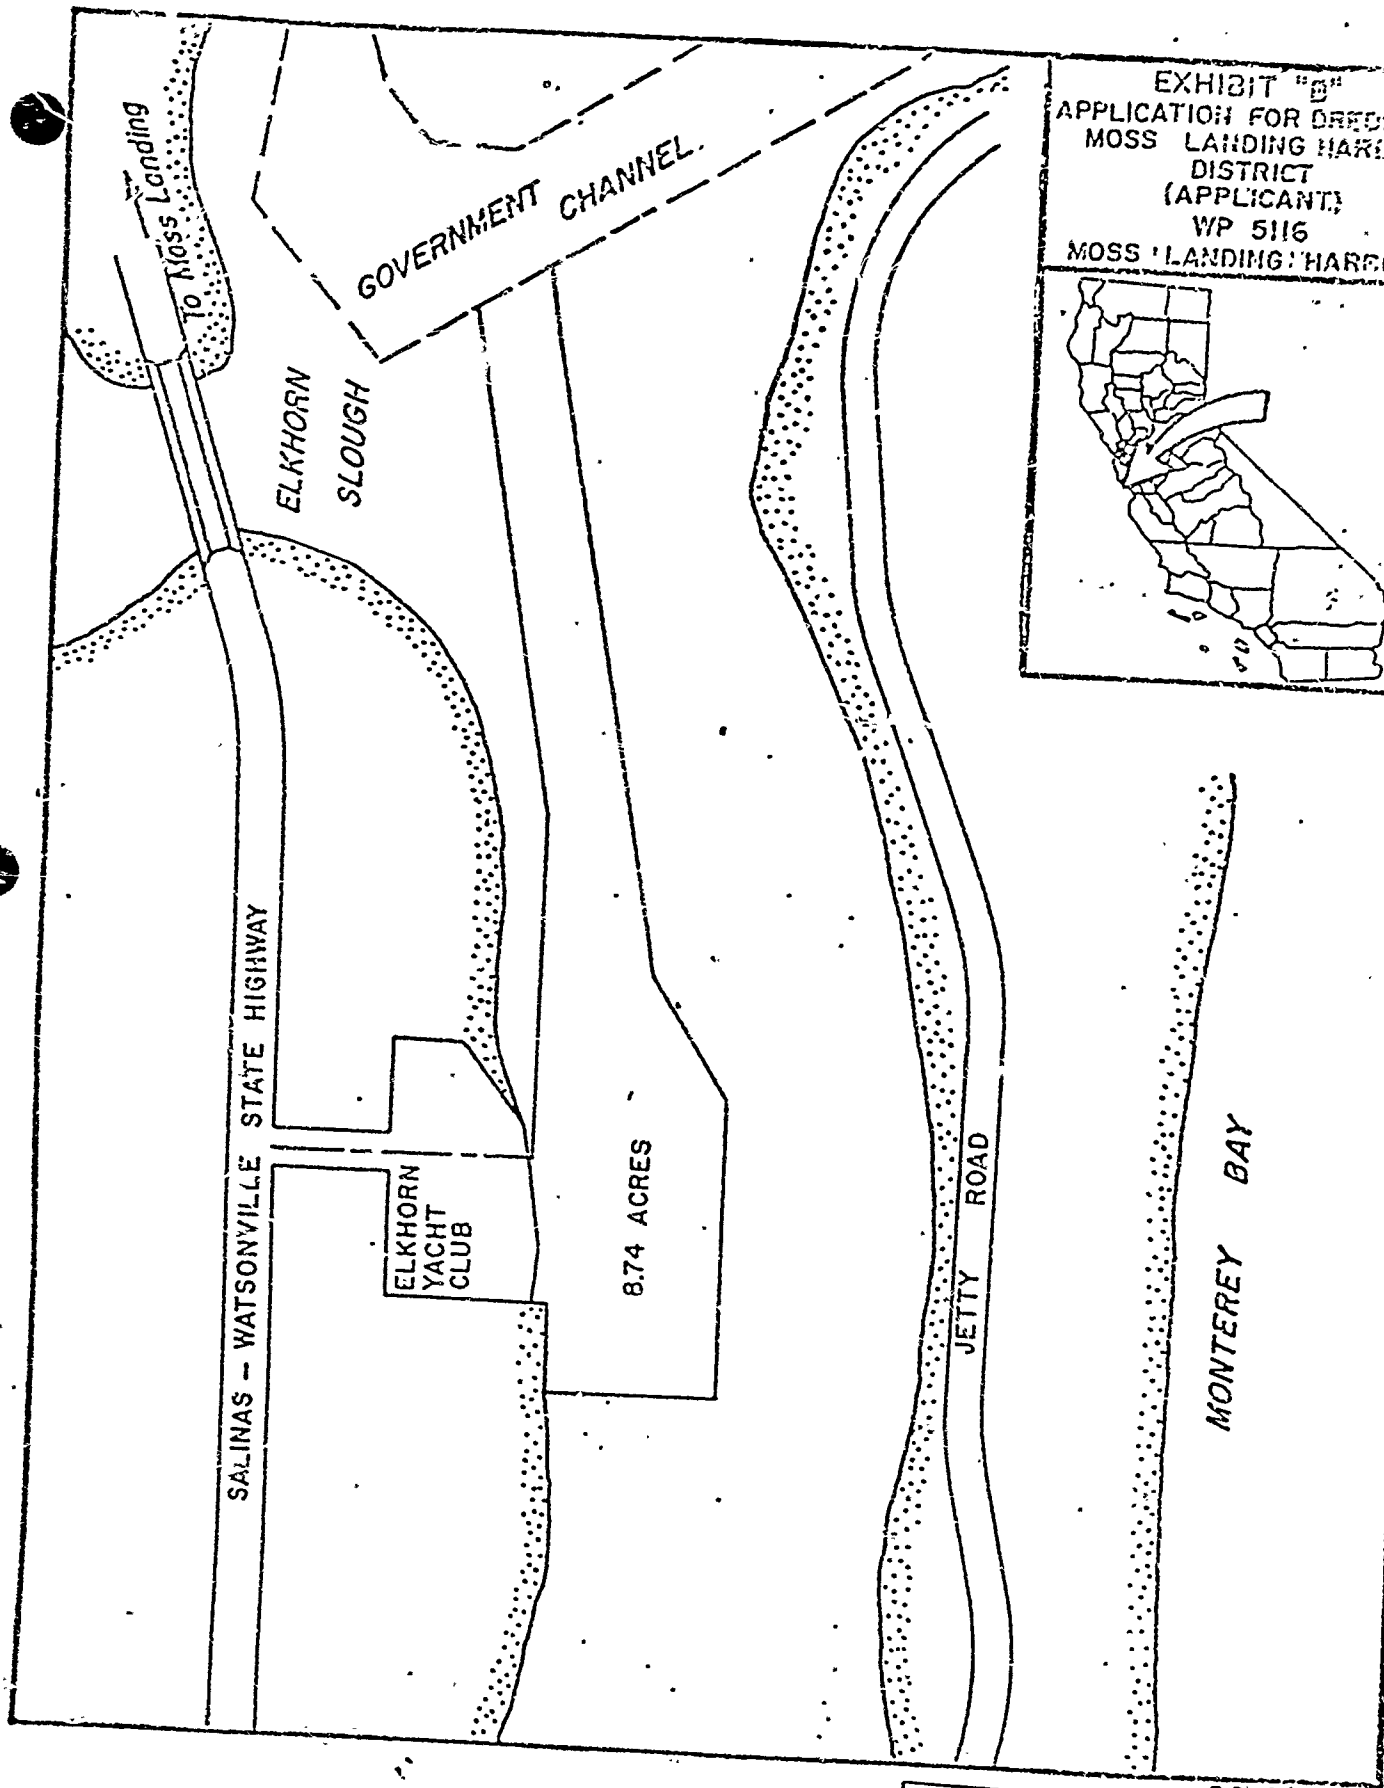 EXHIBIT "B"
APPLICATION FOR
MOSS LANDING
DISTRICT
(APPLICANT)
WP 5116
MOSS LANDING
To Moss Landing
GOVERNMENT CHANNEL
ELKHORN
SLOUGH
SALINAS – WATSONVILLE STATE HIGHWAY
ELKHORN
YACHT
CLUB
8.74 ACRES
JETTY ROAD
MONTEREY BAY